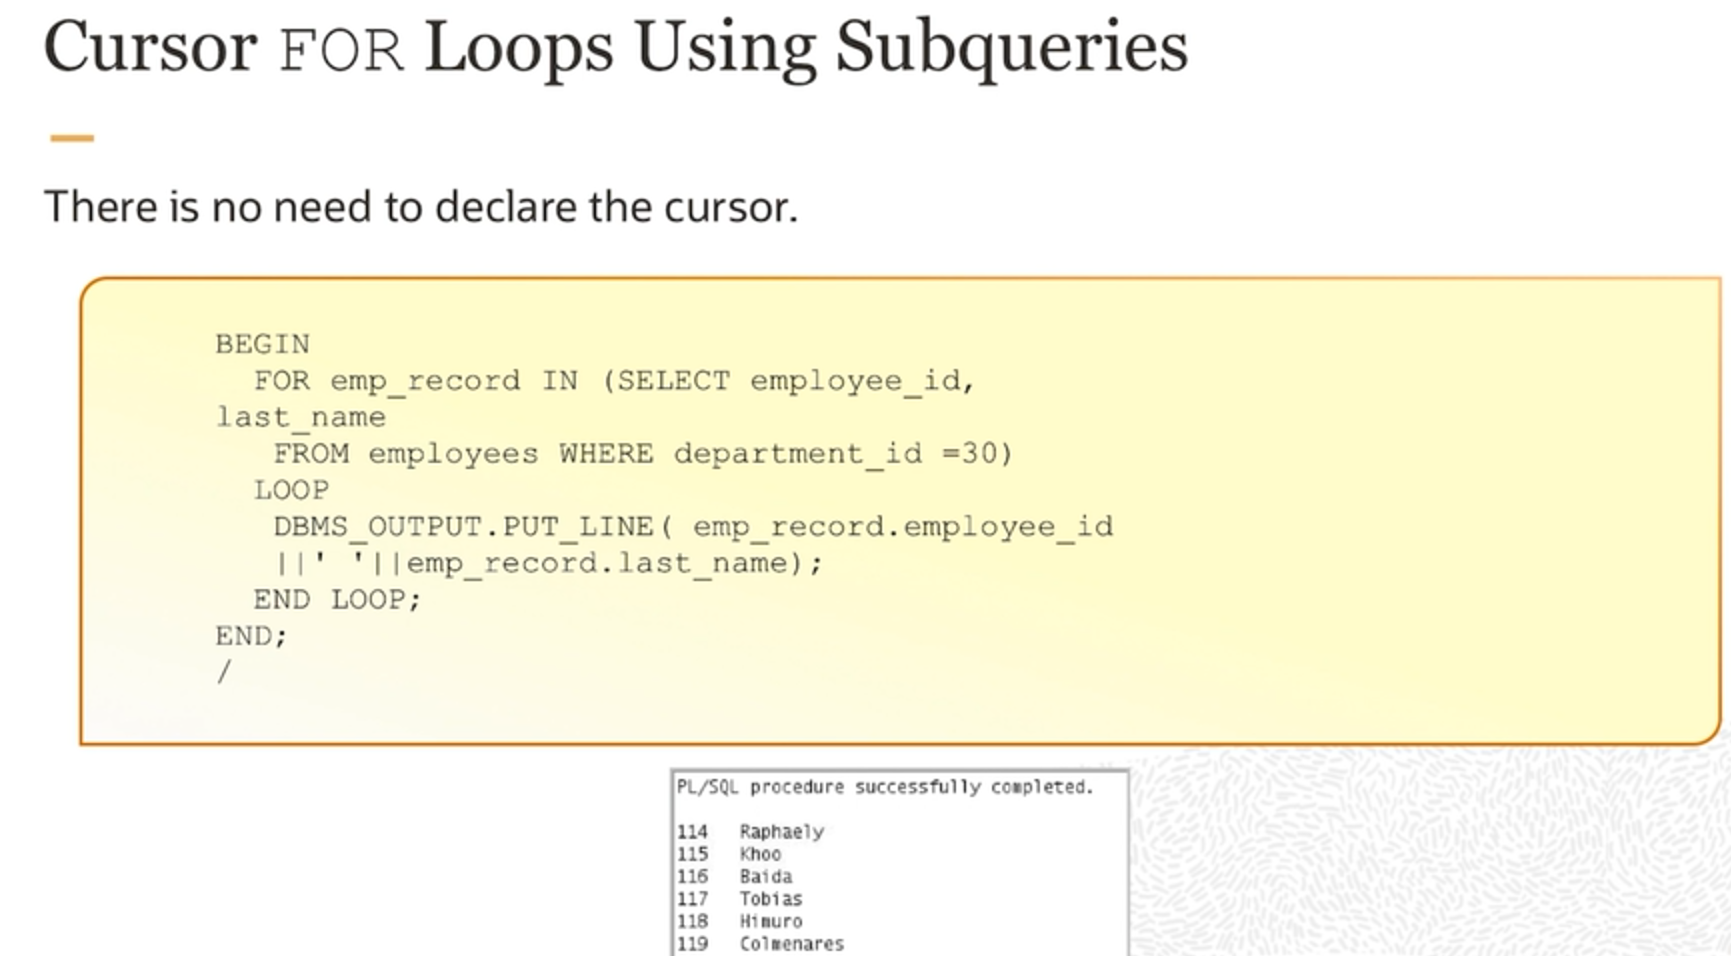 Cursor FOR Loops Using Subqueries
There is no need to declare the cursor.
BEGIN
FOR emp_record IN (SELECT employee_id,
last_name
FROM employees WHERE department_id =30)
LOOP
DBMS_OUTPUT.PUT_LINE( emp_record.employee_id
||' '||emp_record.last_name);
END LOOP;
END;
/
PL/SQL procedure successfully completed.
114 Raphaely
115 Khoo
116 Baida
117 Tobias
118 Himuro
119 Colmenares